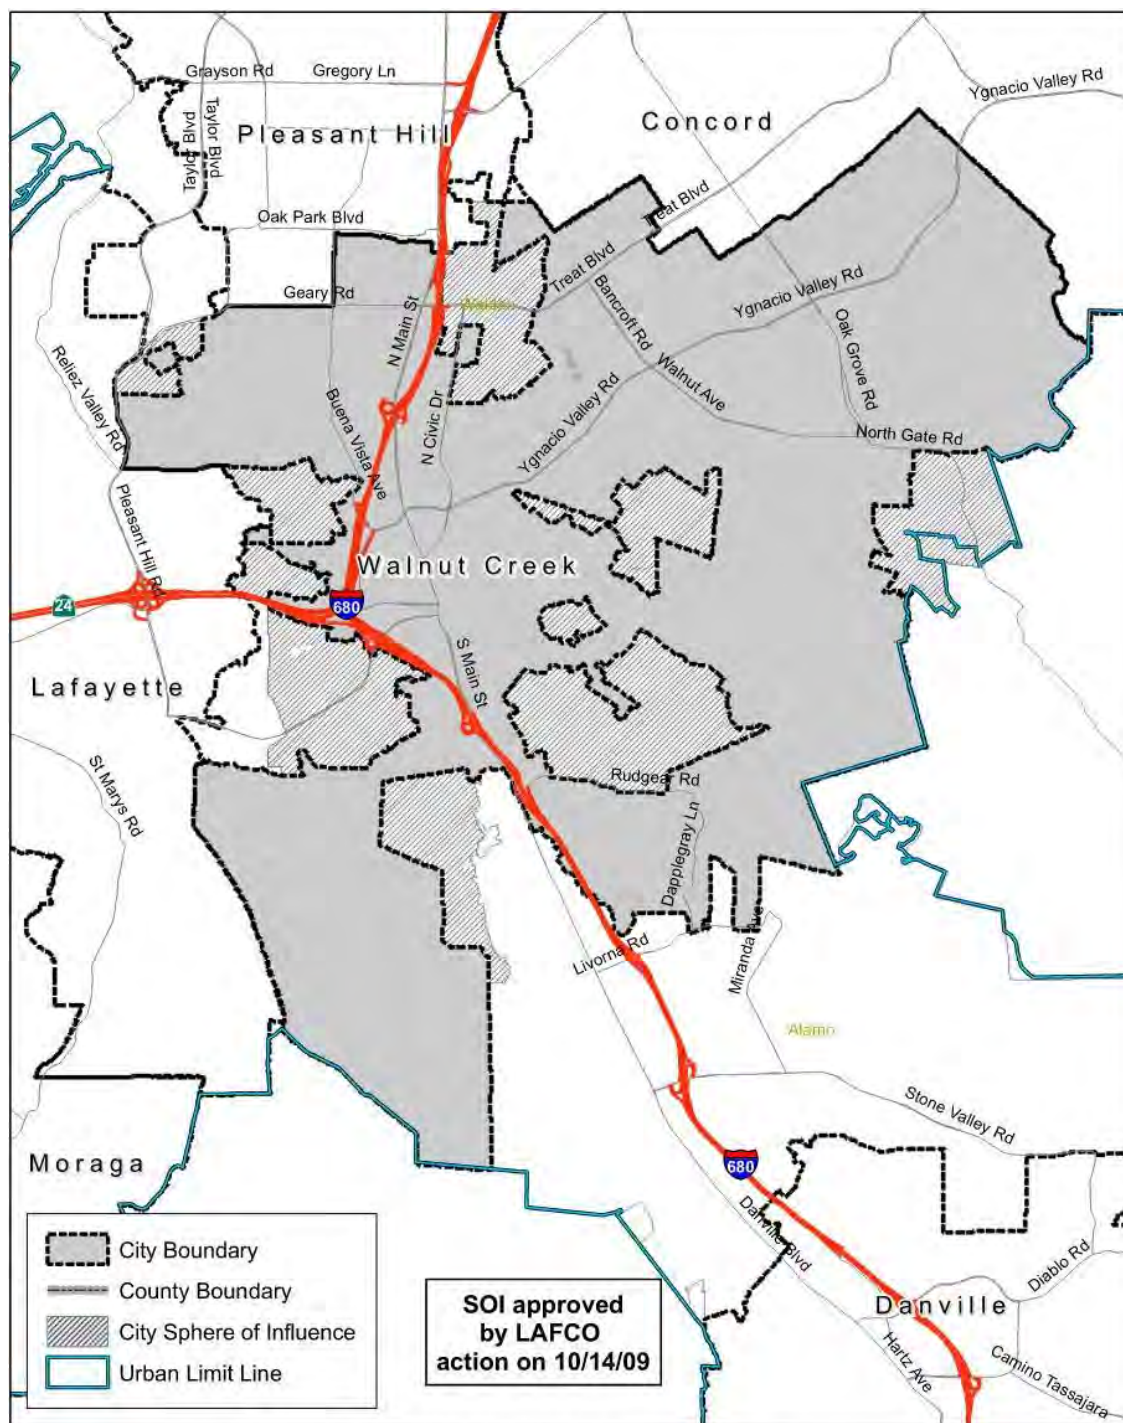 Grayson Rd
Gregory Ln
Ygnacio Valley Rd
Taylor Blvd
Taylor Blvd
Pleasant Hill
Concord
Oak Park Blvd
Treat Blvd
Geary Rd
N Main St
Treat Blvd
Bancroft Rd
Ygnacio Valley Rd
Oak Grove Rd
Reliez Valley Rd
Buena Vista Ave
N Civic Dr
Ygnacio Valley Rd
Walnut Ave
North Gate Rd
Pleasant Hill Rd
Walnut Creek
24
680
Lafayette
S Main St
St Marys Rd
Rudgear Rd
Dapplegray Ln
Livorna Rd
Miranda Ave
Alamo
Stone Valley Rd
Moraga
680
Danville Blvd
Diablo Rd
Danville
Hartz Ave
Camino Tassajara
City Boundary
County Boundary
City Sphere of Influence
Urban Limit Line
SOI approved
by LAFCO
action on 10/14/09